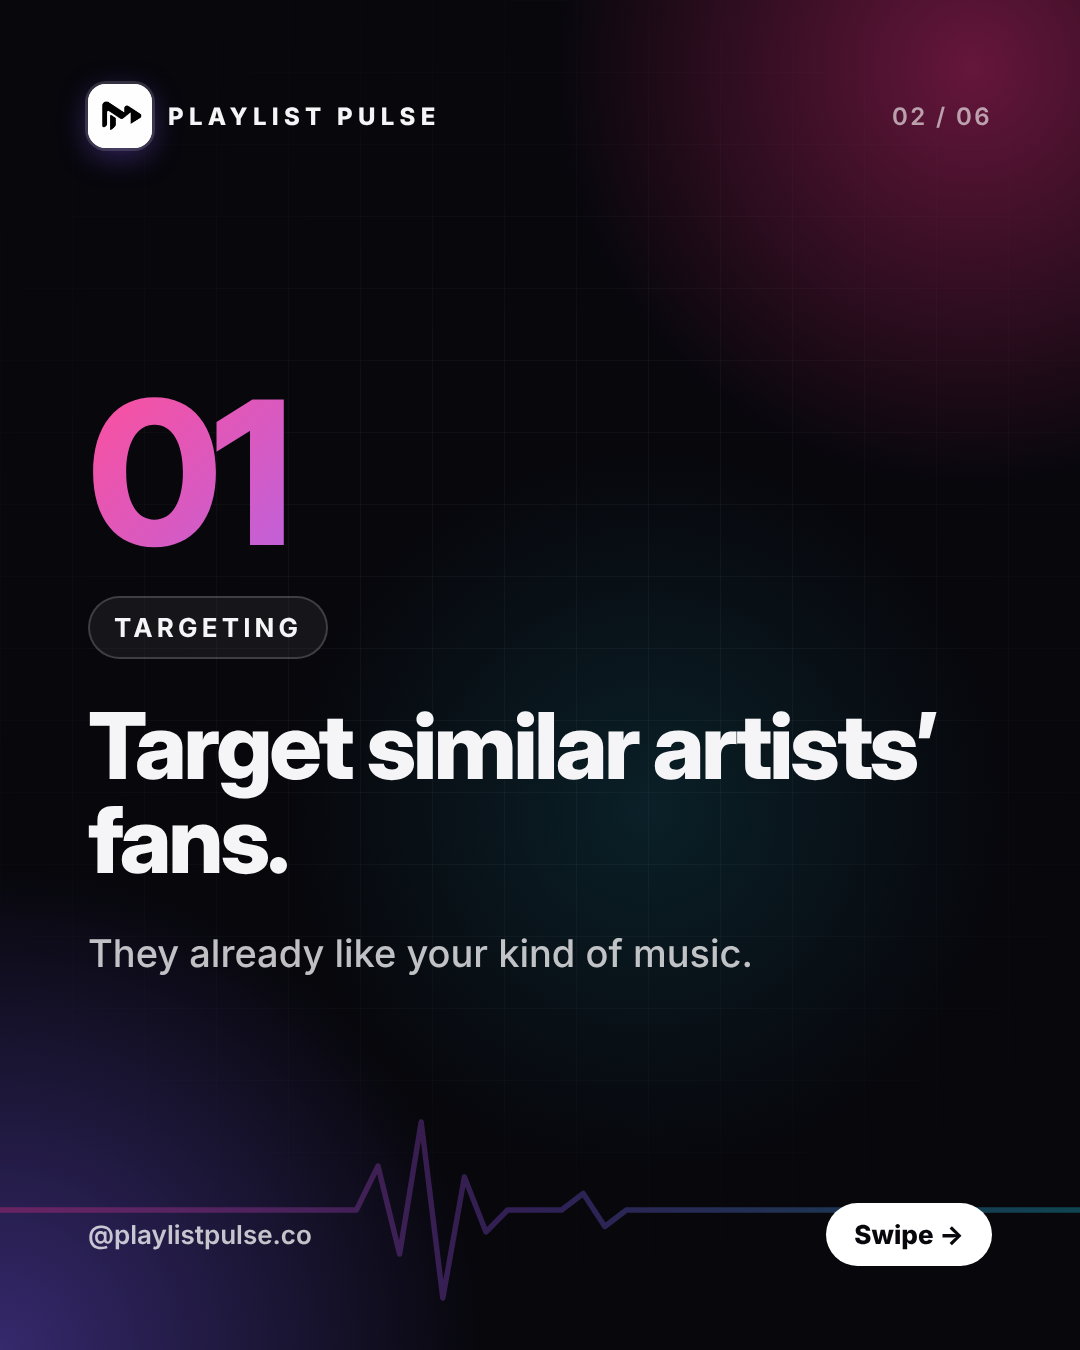 PLAYLIST PULSE
02 / 06
01
TARGETING
Target similar artists’
fans.
They already like your kind of music.
@playlistpulse.co
Swipe →